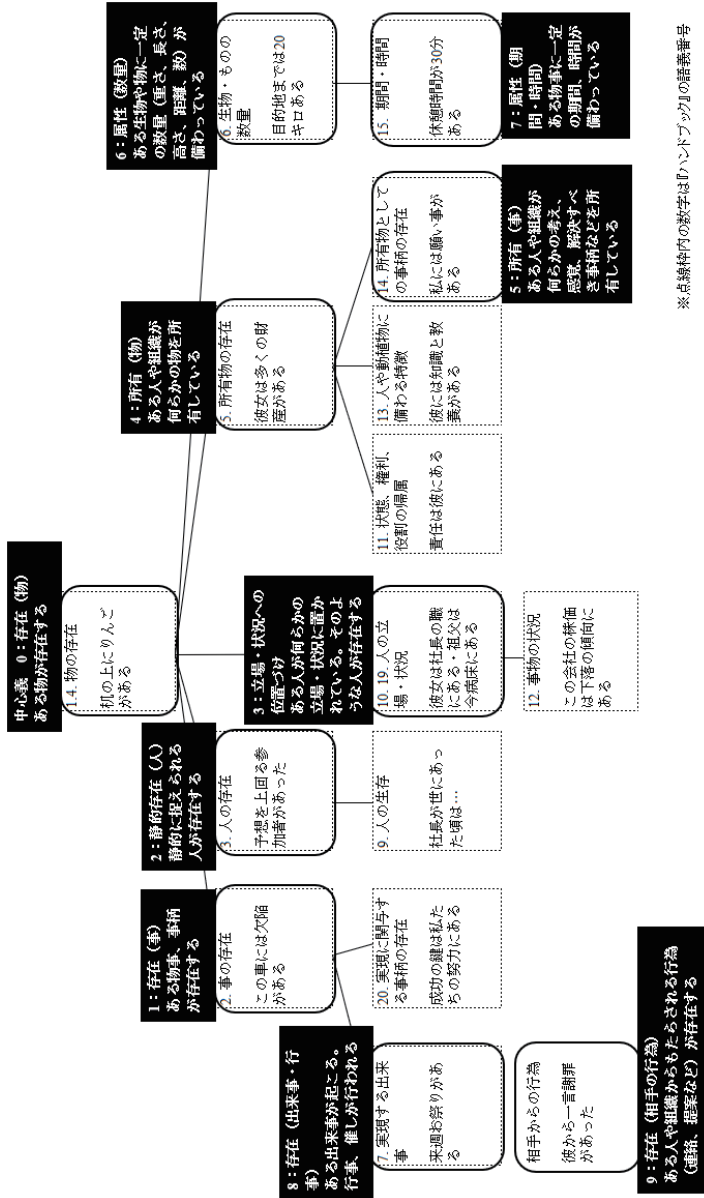 中心義 0：存在（物）
ある物が存在する
1.4. 物の存在
机の上にりんご
がある
1：存在（事）
ある物事、事柄
が存在する
2. 事の存在
この車には欠陥
がある
2：静的存在（人）
静的に捉えられる
人が存在する
3. 人の存在
予想を上回る参
加者があった
3：立場・状況への
位置づけ
ある人が何らかの
立場・状況に置か
れている。そのよ
うな人が存在する
10. 19. 人の立
場・状況
彼女は社長の職
にある・祖父は
今病床にある
4：所有（物）
ある人や組織が
何らかの物を所
有している
5. 所有物の存在
彼女は多くの財
産がある
6：属性（数量）
ある生物や物に一定
の数量（重さ、長さ、
高さ、距離、数）が
備わっている
6. 生物・ものの
数量
目的地までは20
キロある
8：存在（出来事・行
事）
ある出来事が起こる。
行事、催しが行われる
7. 実現する出来
事
来週お祭りがあ
る
20. 実現に関与す
る事柄の存在
成功の鍵は私た
ちの努力にある
9. 人の生存
社長が世にあっ
た頃は…
12. 事物の状況
この会社の株価
は下落の傾向に
ある
11. 状態、権利、
役割の帰属
責任は彼にある
13. 人や動植物に
備わる特徴
彼には知識と教
養がある
14. 所有物として
の事柄の存在
私には願い事が
ある
5：所有（事）
ある人や組織が
何らかの考え、
感覚、解決すべ
き事柄などを所
有している
15. 期間・時間
休憩時間が30分
ある
7：属性（期
間・時間）
ある物事に一定
の期間、時間が
備わっている
相手からの行為
彼から一言謝罪
があった
9：存在（相手の行為）
ある人や組織からもたらされる行為
（連絡、提案など）が存在する
※点線枠内の数字は『ハンドブック』の語義番号